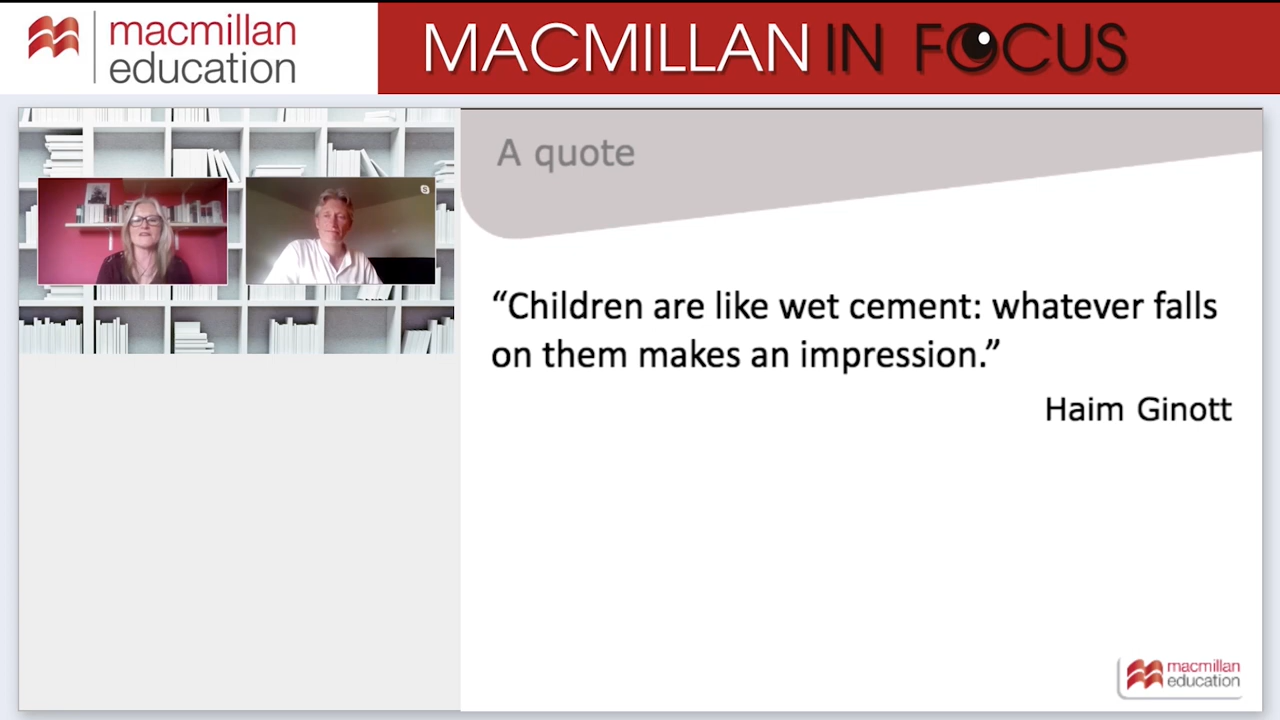 macmillan
education
MACMILLAN IN FOCUS
A quote
“Children are like wet cement: whatever falls
on them makes an impression.”
Haim Ginott
macmillan
education